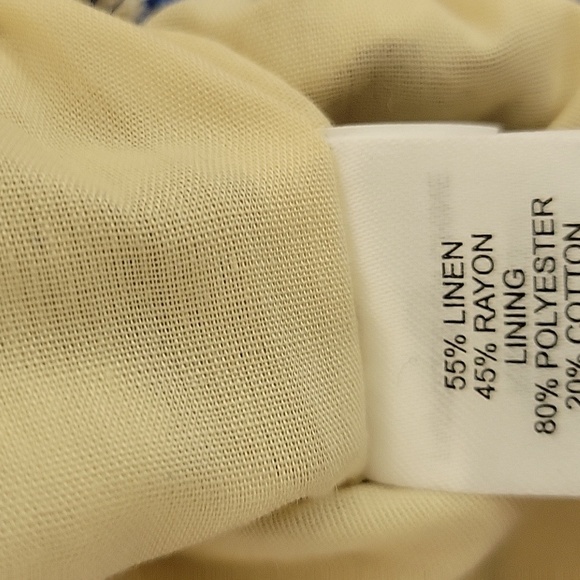 55% LINEN
45% RAYON
LINING
80% POLYESTER
20% COTTON